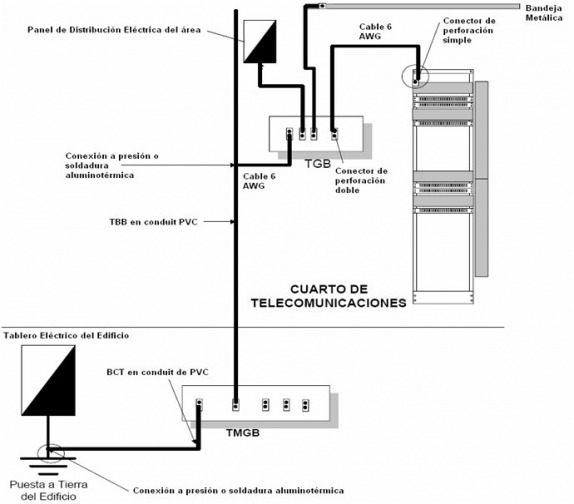 Panel de Distribución Eléctrica del área
Cable 6
AWG
Conector de
perforación
simple
Bandeja
Metálica
Conexión a presión o
soldadura
aluminotérmica
TGB
Cable 6
AWG
Conector de
perforación
doble
TBB en conduit PVC
CUARTO DE
TELECOMUNICACIONES
Tablero Eléctrico del Edificio
BCT en conduit de PVC
TMGB
Puesta a Tierra
del Edificio
Conexión a presión o soldadura aluminotérmica